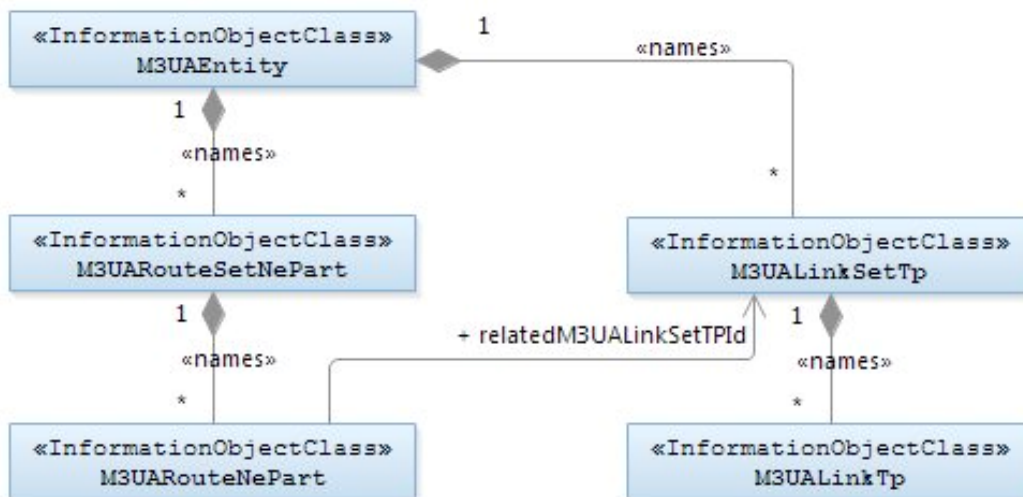 «InformationObjectClass»
M3UAEntity
1
«names»
1
«names»
*
*
«InformationObjectClass»
M3UARouteSetNePart
«InformationObjectClass»
M3UALinkSetTp
1
1
+ relatedM3UALinkSetTPId
«names»
«names»
*
*
«InformationObjectClass»
M3UARouteNePart
«InformationObjectClass»
M3UALinkTp